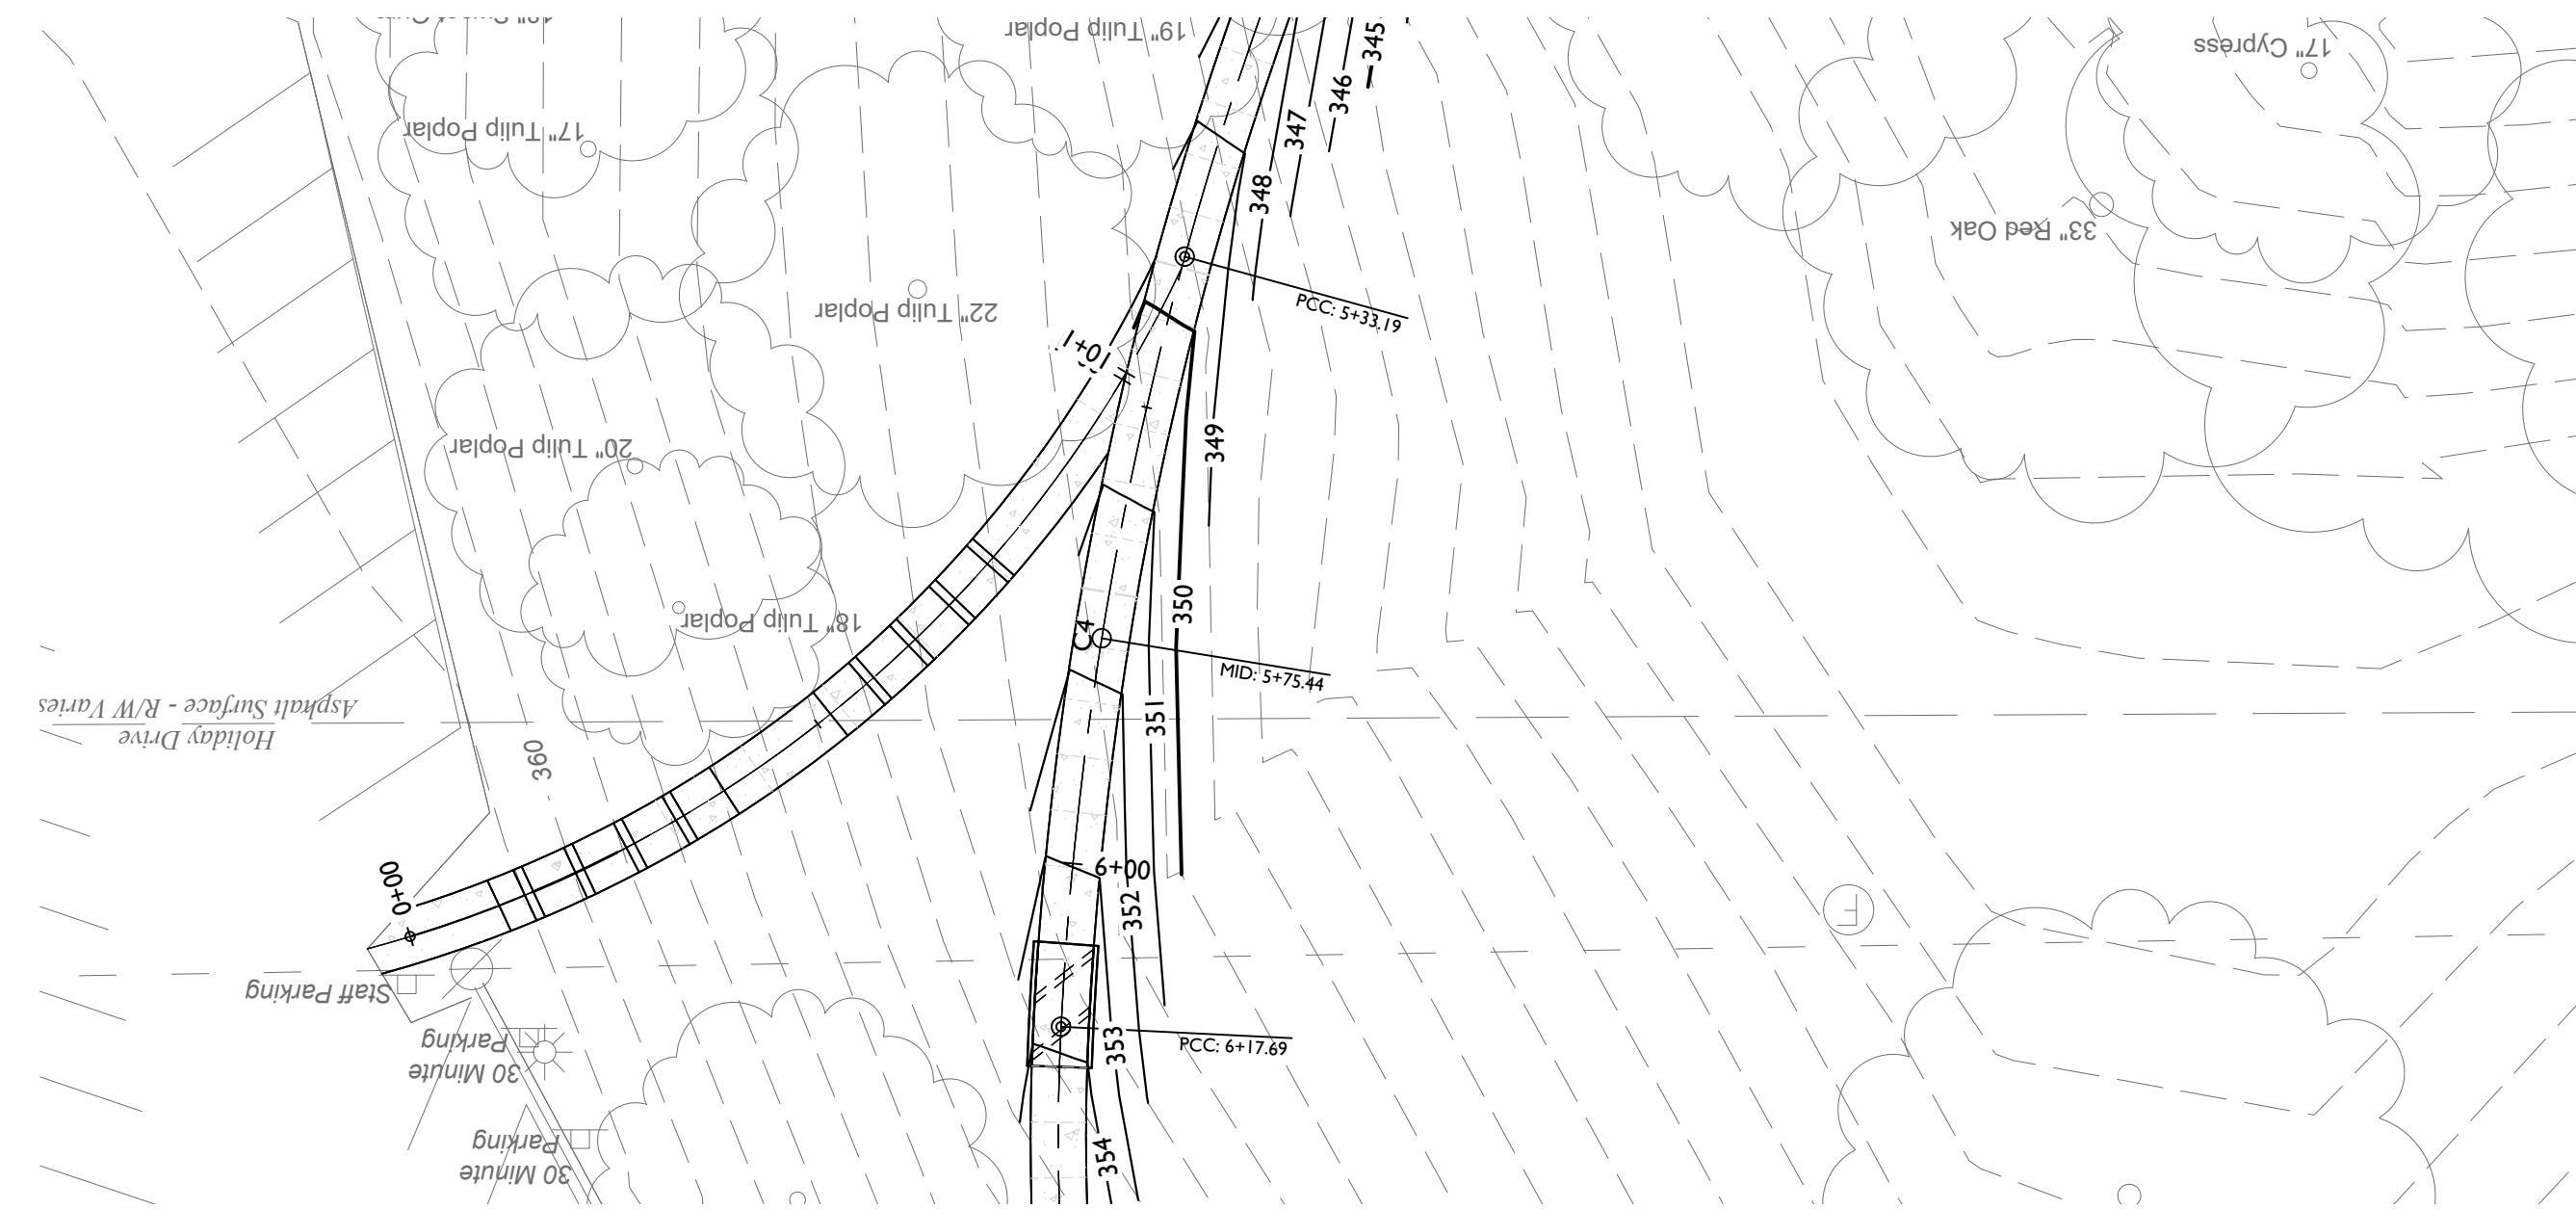 19" Tulip Poplar
345
17" Cypress
346
17" Tulip Poplar
347
348
33" Red Oak
22" Tulip Poplar
PCC: 5+33.19
20" Tulip Poplar
349
350
18" Tulip Poplar
C4
MID: 5+75.44
Holiday Drive
Asphalt Surface - R/W Varies
351
360
0+00
6+00
352
F
Staff Parking
30 Minute
Parking
353
PCC: 6+17.69
30 Minute
Parking
354